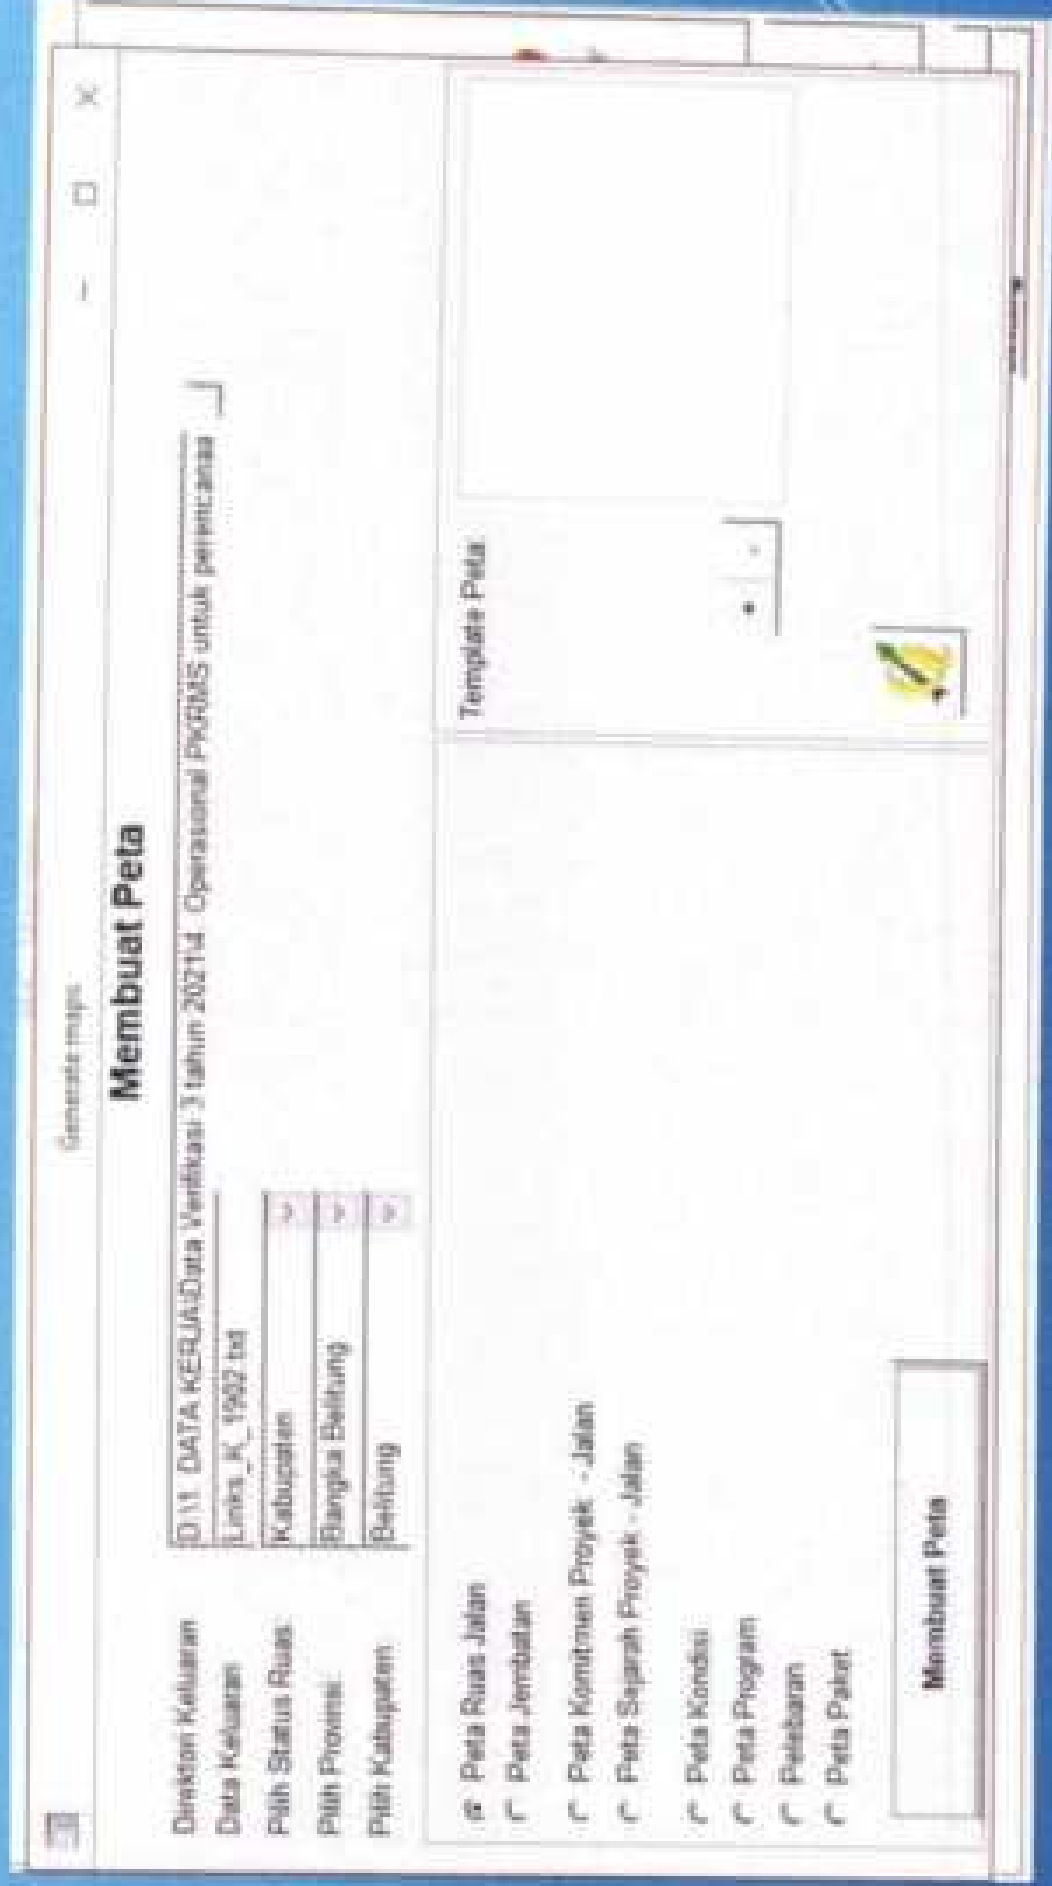 Generate maps
Membuat Peta
Direktori Keluaran D:\1. DATA KERJA\Data Verifikasi 3 tahun 2021\4. Operasional PKRMS untuk perencanaa
Data Keluaran Links_K_1902.txt
Pilih Status Ruas: Kabupaten
Pilih Provinsi: Bangka Belitung
Pilih Kabupaten Belitung
Peta Ruas Jalan
Peta Jembatan
Peta Komitmen Proyek - Jalan
Peta Sejarah Proyek - Jalan
Peta Kondisi
Peta Program
Pelebaran
Peta Paket
Template Peta:
Membuat Peta